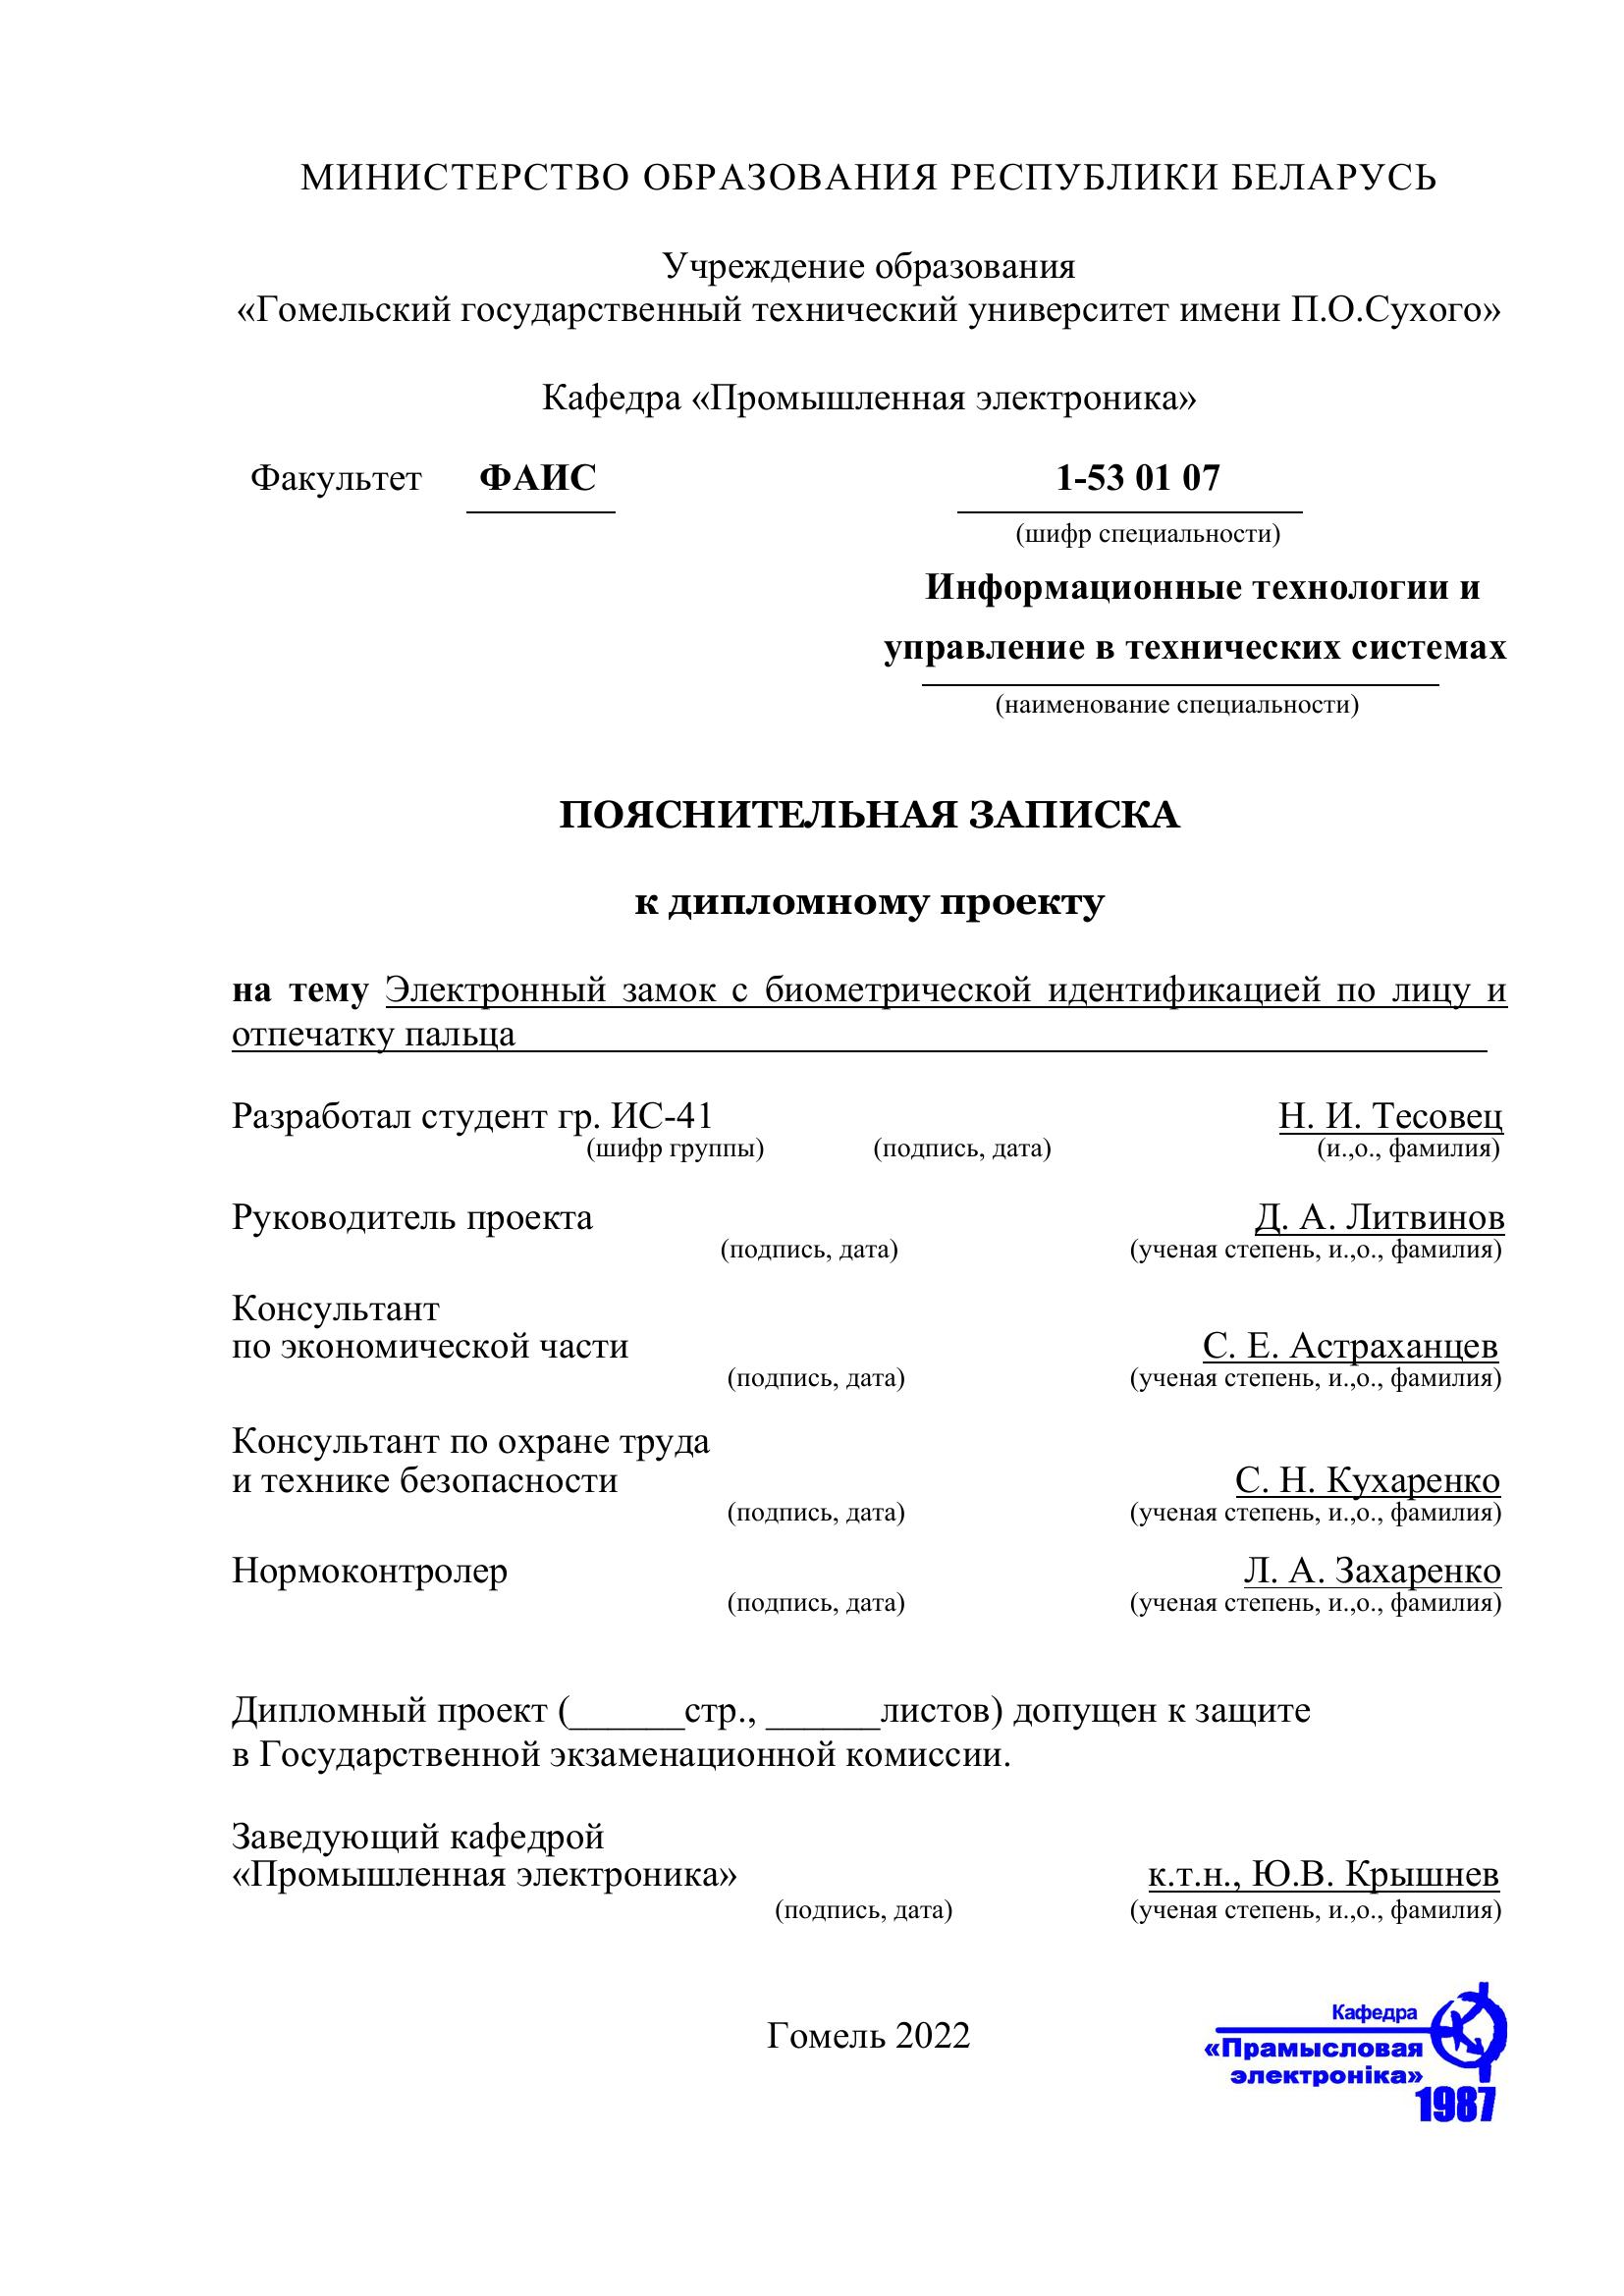 МИНИСТЕРСТВО ОБРАЗОВАНИЯ РЕСПУБЛИКИ БЕЛАРУСЬ
Учреждение образования
«Гомельский государственный технический университет имени П.О.Сухого»
Кафедра «Промышленная электроника»
Факультет ФАИС 1-53 01 07
(шифр специальности)
Информационные технологии и
управление в технических системах
(наименование специальности)
ПОЯСНИТЕЛЬНАЯ ЗАПИСКА
к дипломному проекту
на тему Электронный замок с биометрической идентификацией по лицу и
отпечатку пальца
Разработал студент гр. ИС-41 Н. И. Тесовец
(шифр группы) (подпись, дата) (и.,о., фамилия)
Руководитель проекта Д. А. Литвинов
(подпись, дата) (ученая степень, и.,о., фамилия)
Консультант
по экономической части С. Е. Астраханцев
(подпись, дата) (ученая степень, и.,о., фамилия)
Консультант по охране труда
и технике безопасности С. Н. Кухаренко
(подпись, дата) (ученая степень, и.,о., фамилия)
Нормоконтролер Л. А. Захаренко
(подпись, дата) (ученая степень, и.,о., фамилия)
Дипломный проект (______стр., ______листов) допущен к защите
в Государственной экзаменационной комиссии.
Заведующий кафедрой
«Промышленная электроника» к.т.н., Ю.В. Крышнев
(подпись, дата) (ученая степень, и.,о., фамилия)
Гомель 2022
Кафедра
«Прамысловая
электроніка»
1987